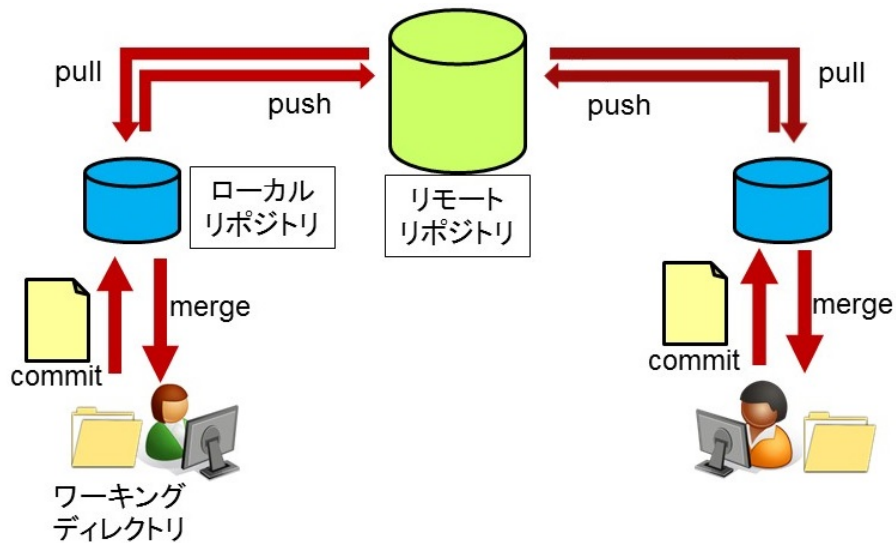 pull
push
push
pull
ローカル
リポジトリ
リモート
リポジトリ
merge
commit
merge
commit
ワーキング
ディレクトリ